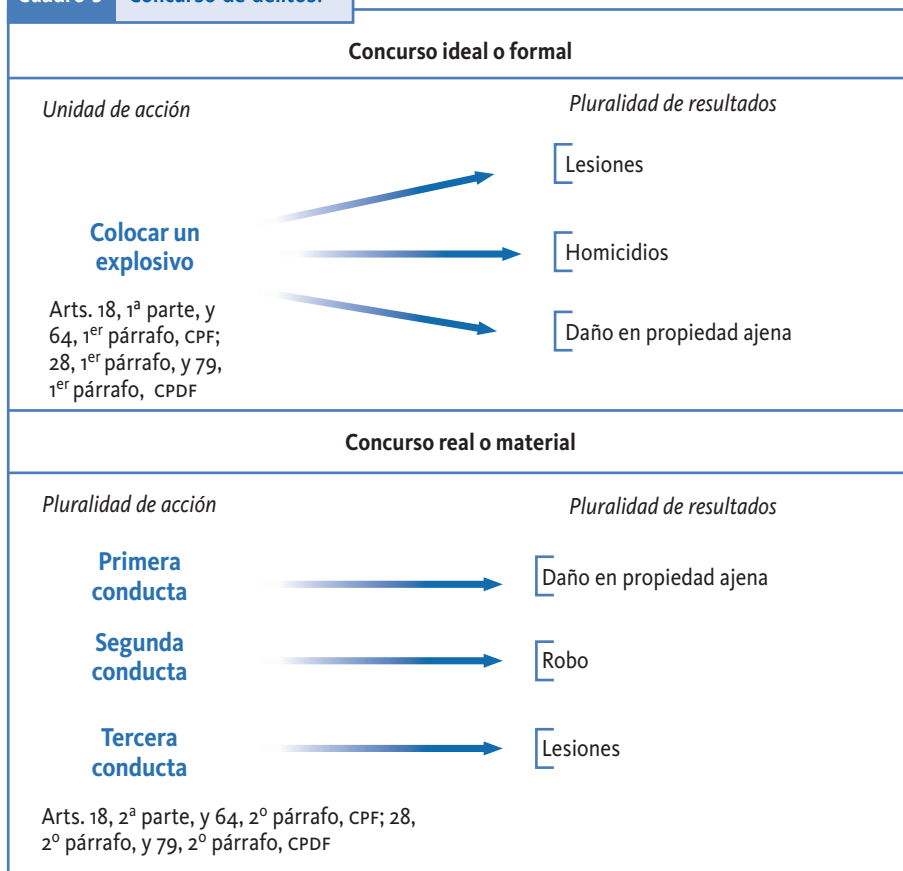 Concurso de delitos.
Concurso ideal o formal
Unidad de acción
Pluralidad de resultados
Colocar un
explosivo
Arts. 18, 1ª parte, y
64, 1er párrafo, CPF;
28, 1er párrafo, y 79,
1er párrafo, CPDF
Lesiones
Homicidios
Daño en propiedad ajena
Concurso real o material
Pluralidad de acción
Pluralidad de resultados
Primera
conducta
Daño en propiedad ajena
Segunda
conducta
Robo
Tercera
conducta
Lesiones
Arts. 18, 2ª parte, y 64, 2º párrafo, CPF; 28,
2º párrafo, y 79, 2º párrafo, CPDF